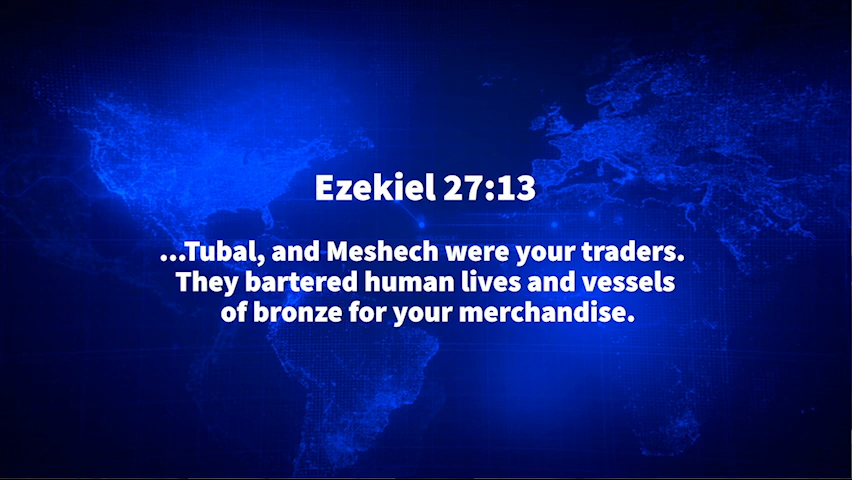 Ezekiel 27:13
...Tubal, and Meshech were your traders.
They bartered human lives and vessels
of bronze for your merchandise.